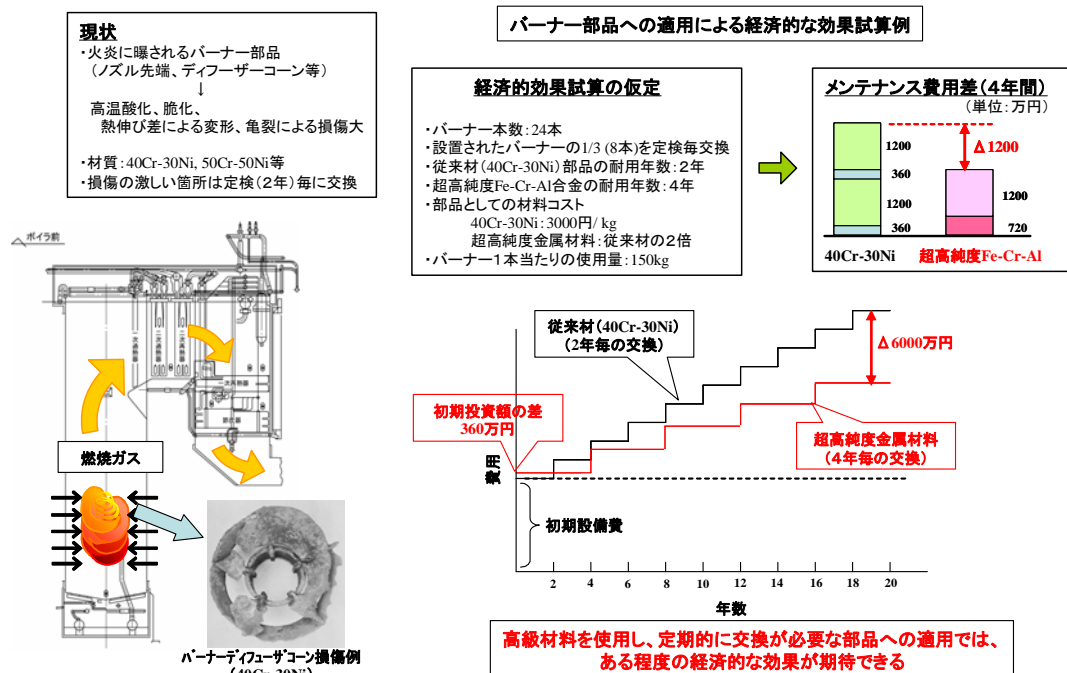 バーナー部品への適用による経済的な効果試算例
現状
・火炎に曝されるバーナー部品
(ノズル先端、ディフーザーコーン等)
↓
高温酸化、脆化、
熱伸び差による変形、亀裂による損傷大
・材質：40Cr-30Ni, 50Cr-50Ni等
・損傷の激しい箇所は定検（２年）毎に交換
経済的効果試算の仮定
・バーナー本数：24本
・設置されたバーナーの1/3 (8本)を定検毎交換
・従来材（40Cr-30Ni）部品の耐用年数：２年
・超高純度Fe-Cr-Al合金の耐用年数：４年
・部品としての材料コスト
40Cr-30Ni：3000円/ kg
超高純度金属材料：従来材の２倍
・バーナー１本当たりの使用量：150kg
メンテナンス費用差（４年間）
（単位：万円）
1200
360
1200
360
Δ1200
1200
720
40Cr-30Ni
超高純度Fe-Cr-Al
ボイラ前
燃焼ガス
バーナーディフューザコーン損傷例
(40Cr-30Ni)
従来材（40Cr-30Ni）
（2年毎の交換）
Δ6000万円
初期投資額の差
360万円
超高純度金属材料
（4年毎の交換）
費用
初期設備費
2 4 6 8 10 12 14 16 18 20
年数
高級材料を使用し、定期的に交換が必要な部品への適用では、
ある程度の経済的な効果が期待できる